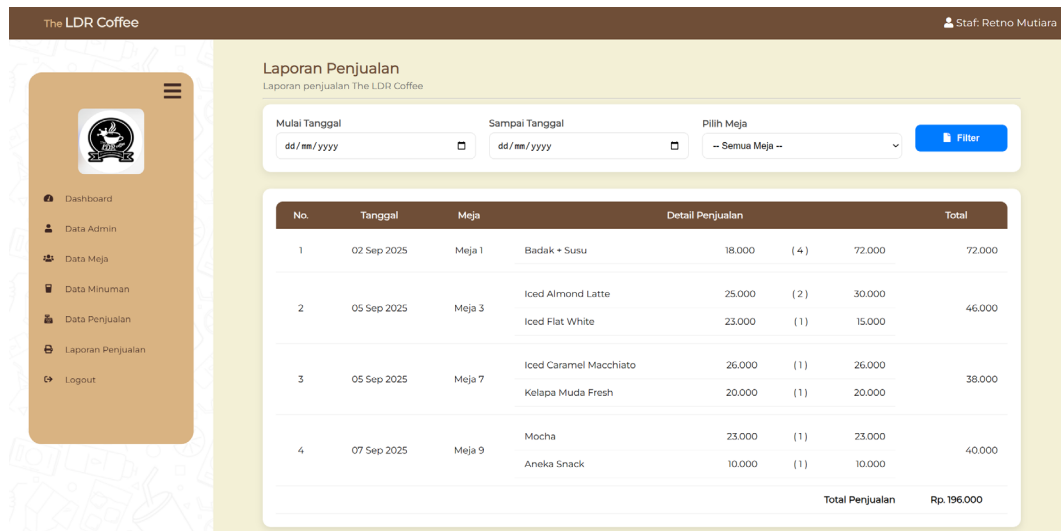 The LDR Coffee
Staf: Retno Mutiara
LDR
Dashboard
Data Admin
Data Meja
Data Minuman
Data Penjualan
Laporan Penjualan
Logout
Laporan Penjualan
Laporan penjualan The LDR Coffee
Mulai Tanggal Sampai Tanggal Pilih Meja
dd/mm/yyyy dd/mm/yyyy -- Semua Meja -- Filter
No. Tanggal Meja Detail Penjualan Total
1 02 Sep 2025 Meja 1 Badak + Susu 18.000 ( 4 ) 72.000 72.000
2 05 Sep 2025 Meja 3 Iced Almond Latte 25.000 ( 2 ) 30.000 46.000
Iced Flat White 23.000 ( 1 ) 15.000
3 05 Sep 2025 Meja 7 Iced Caramel Macchiato 26.000 ( 1 ) 26.000 38.000
Kelapa Muda Fresh 20.000 ( 1 ) 20.000
4 07 Sep 2025 Meja 9 Mocha 23.000 ( 1 ) 23.000 40.000
Aneka Snack 10.000 ( 1 ) 10.000
Total Penjualan Rp. 196.000